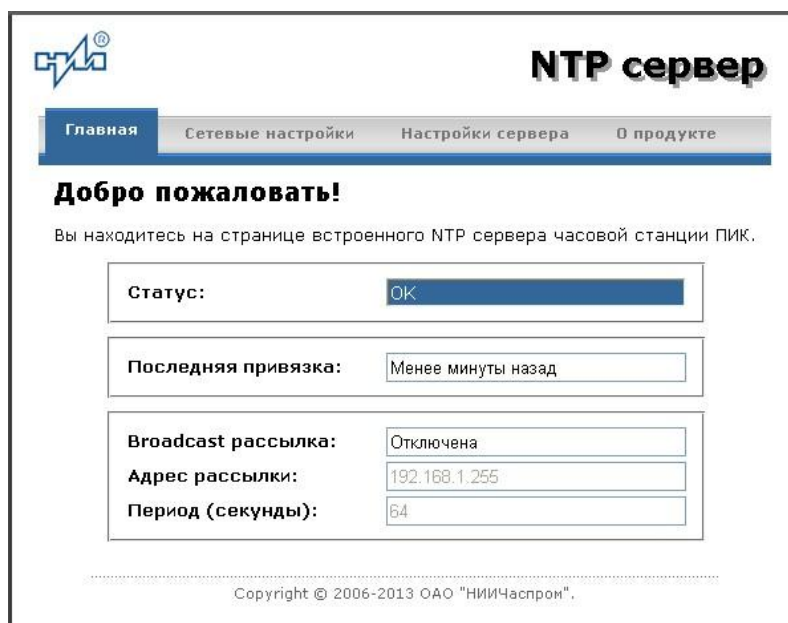 ®
NTP сервер
Главная Сетевые настройки Настройки сервера О продукте
Добро пожаловать!
Вы находитесь на странице встроенного NTP сервера часовой станции ПИК.
Статус: OK
Последняя привязка: Менее минуты назад
Broadcast рассылка: Отключена
Адрес рассылки: 192.168.1.255
Период (секунды): 64
Copyright © 2006-2013 ОАО "НИИЧаспром".